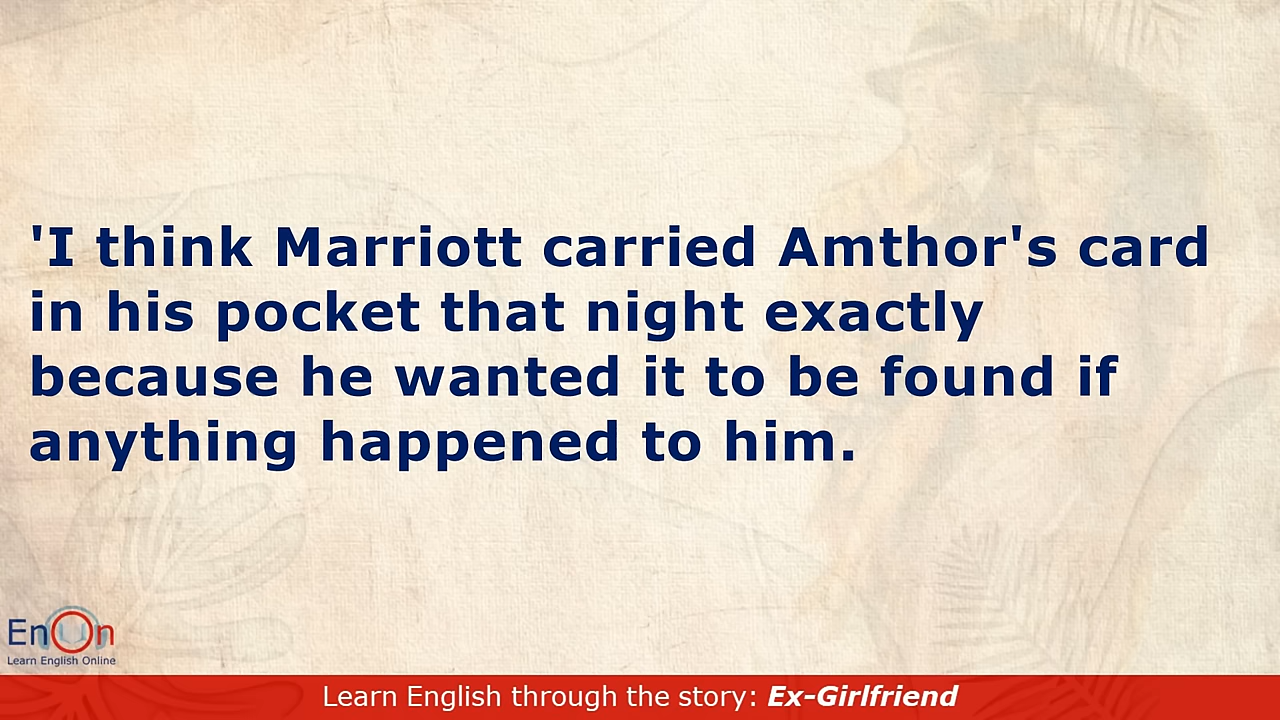 'I think Marriott carried Amthor's card
in his pocket that night exactly
because he wanted it to be found if
anything happened to him.
EnOn
Learn English Online
Learn English through the story: Ex-Girlfriend